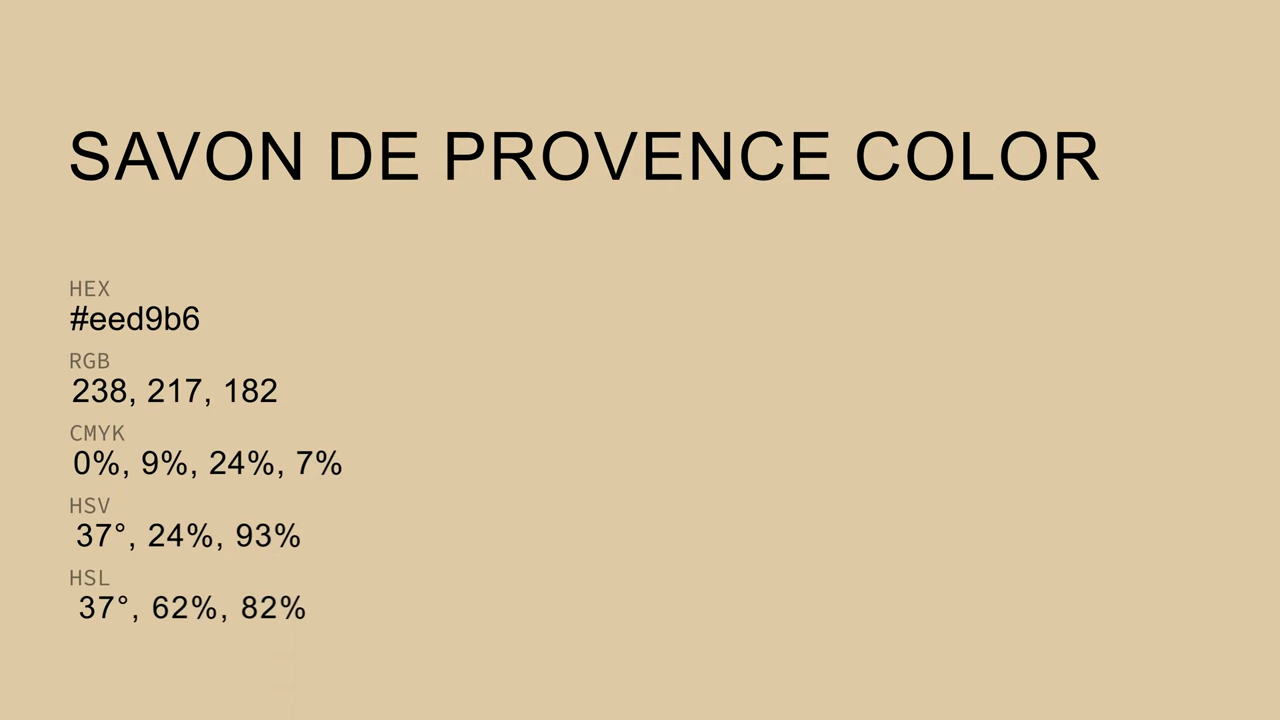 SAVON DE PROVENCE COLOR
HEX
#eed9b6
RGB
238, 217, 182
CMYK
0%, 9%, 24%, 7%
HSV
37°, 24%, 93%
HSL
37°, 62%, 82%